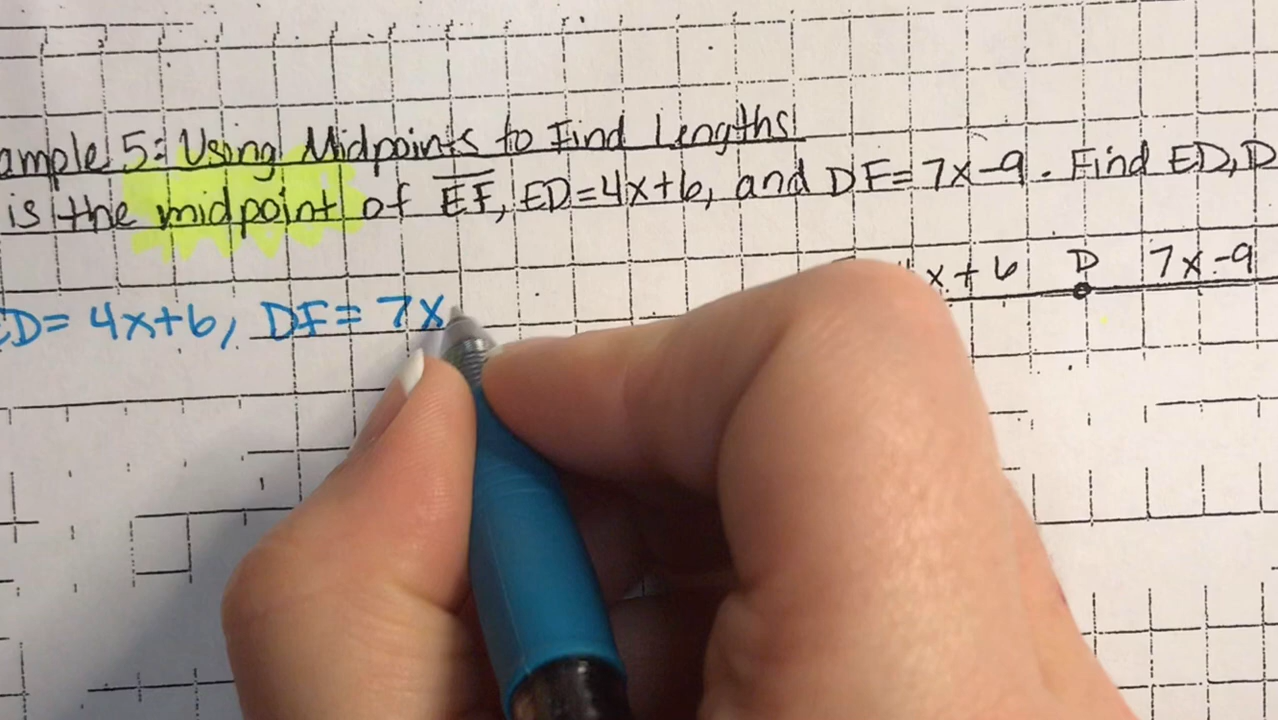 ample 5: Using Midpoints to Find Lengths
is the midpoint of EF, ED=4x+6, and DF=7x-9. Find ED, D
x+6 D 7x-9
ED= 4x+6, DF= 7x